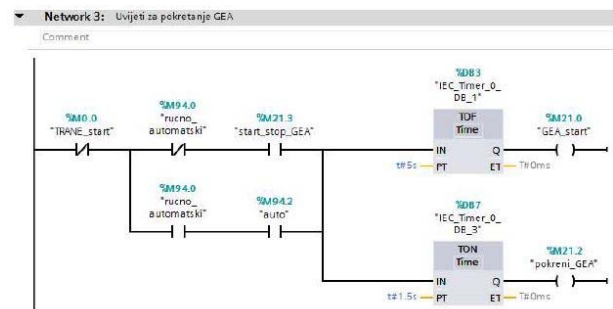 Network 3: Uvijeti za pokretanje GEA
Comment
%DB3
"IEC_Timer_0_
DB_1"
%M0.0
"TRANE_start"
%M94.0
"rucno_
automatski"
%M21.3
"start_stop_GEA"
TOF
Time
%M21.0
"GEA_start"
IN
Q
t#5s
PT
ET
T#0ms
%M94.0
"rucno_
automatski"
%M94.2
"auto"
%DB7
"IEC_Timer_0_
DB_3"
TON
Time
%M21.2
"pokreni_GEA"
IN
Q
t#1.5s
PT
ET
T#0ms